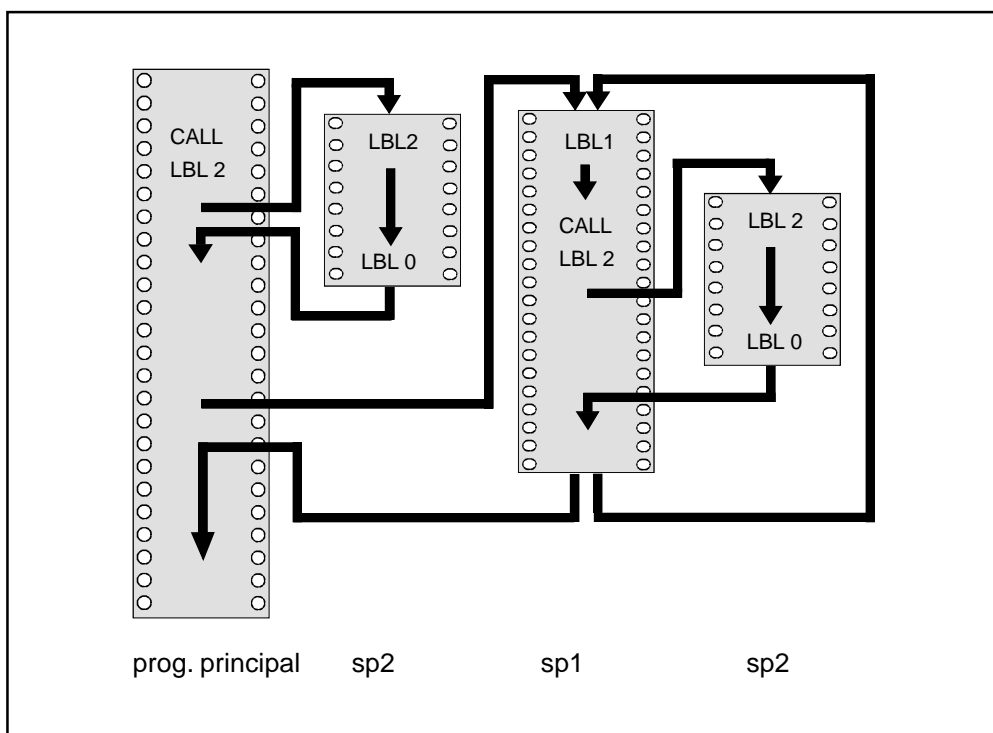 CALL
LBL 2
LBL2
LBL 0
LBL1
CALL
LBL 2
LBL 2
LBL 0
prog. principal
sp2
sp1
sp2